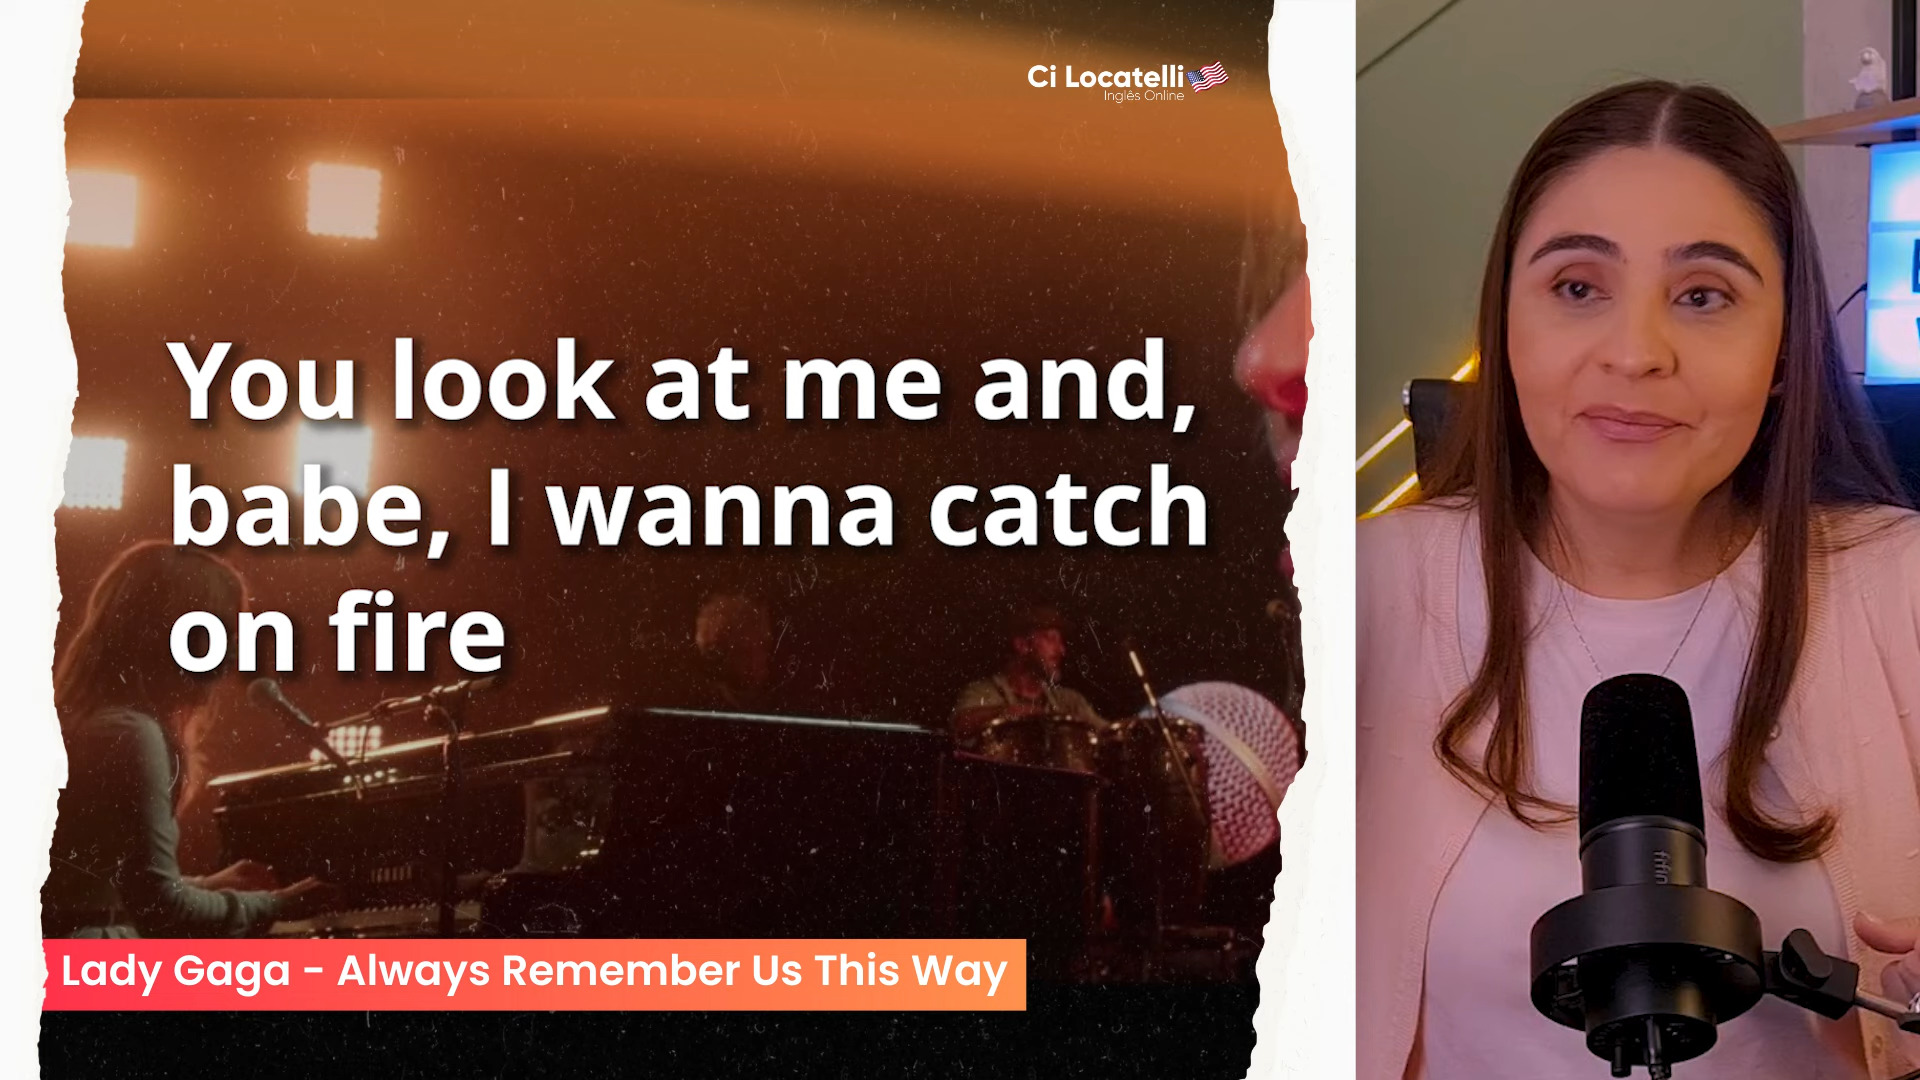 Ci Locatelli
Inglês Online
You look at me and,
babe, I wanna catch
on fire
Lady Gaga - Always Remember Us This Way
fifin